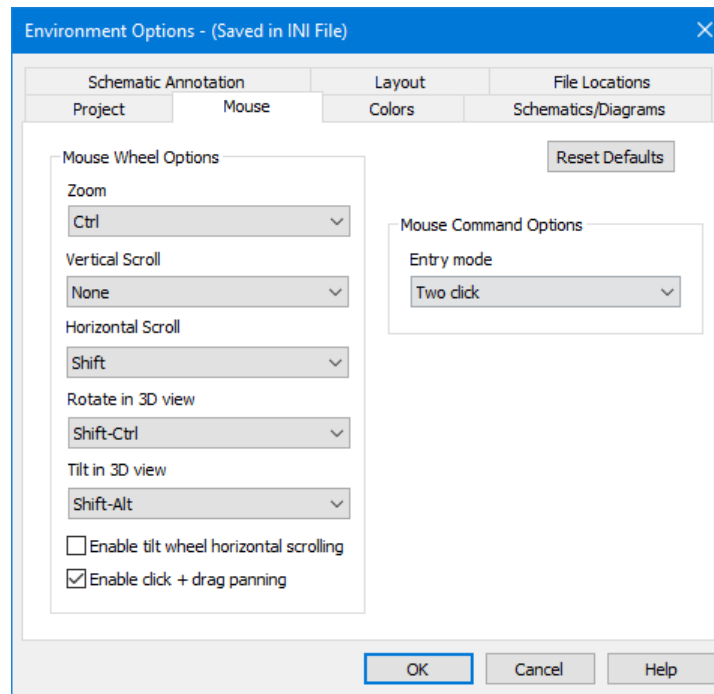 Environment Options - (Saved in INI File)
Schematic Annotation Layout File Locations
Project Mouse Colors Schematics/Diagrams
Mouse Wheel Options
Reset Defaults
Zoom
Ctrl
Vertical Scroll
None
Horizontal Scroll
Shift
Rotate in 3D view
Shift-Ctrl
Tilt in 3D view
Shift-Alt
Enable tilt wheel horizontal scrolling
Enable click + drag panning
Mouse Command Options
Entry mode
Two click
OK Cancel Help